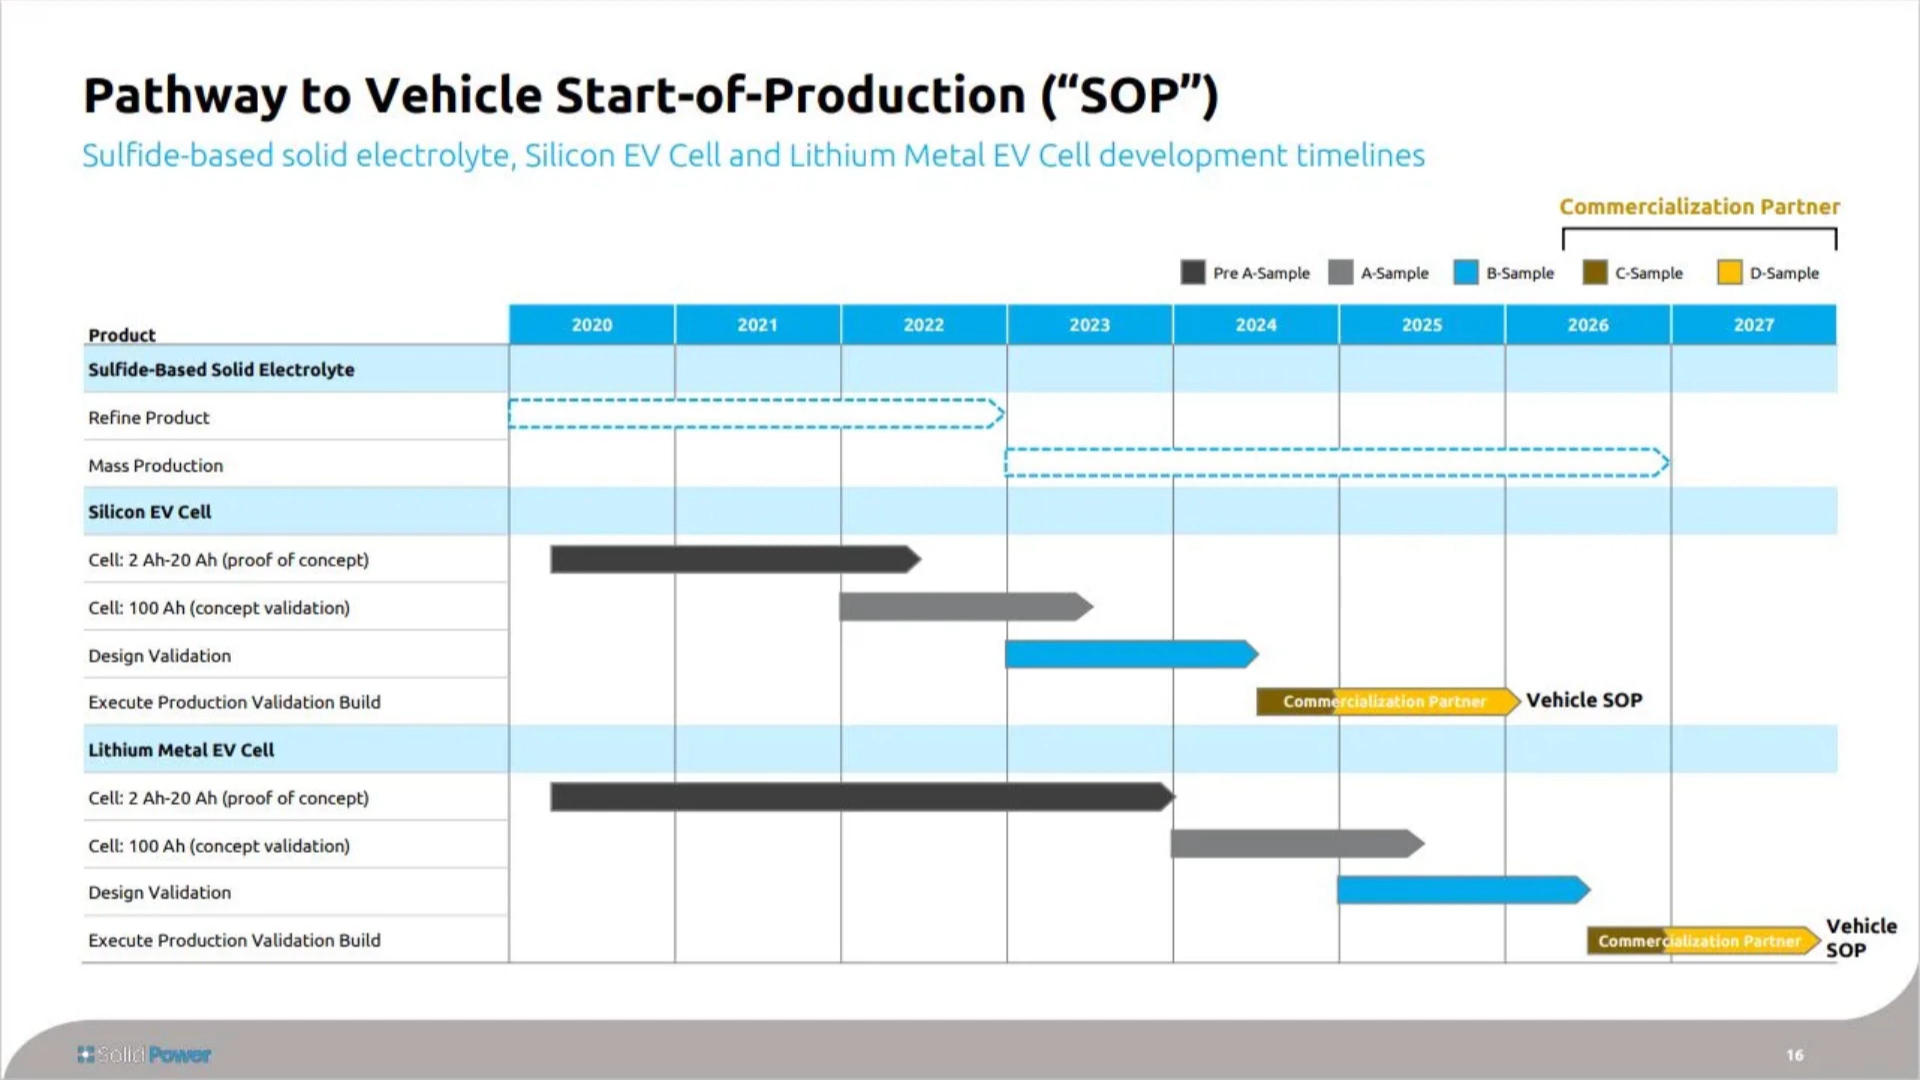 Pathway to Vehicle Start-of-Production (“SOP”)
Sulfide-based solid electrolyte, Silicon EV Cell and Lithium Metal EV Cell development timelines
Commercialization Partner
Pre A-Sample A-Sample B-Sample C-Sample D-Sample
Product 2020 2021 2022 2023 2024 2025 2026 2027
Sulfide-Based Solid Electrolyte
Refine Product
Mass Production
Silicon EV Cell
Cell: 2 Ah-20 Ah (proof of concept)
Cell: 100 Ah (concept validation)
Design Validation
Execute Production Validation Build Commercialization Partner Vehicle SOP
Lithium Metal EV Cell
Cell: 2 Ah-20 Ah (proof of concept)
Cell: 100 Ah (concept validation)
Design Validation
Execute Production Validation Build Commercialization Partner Vehicle
SOP
Solid Power 16